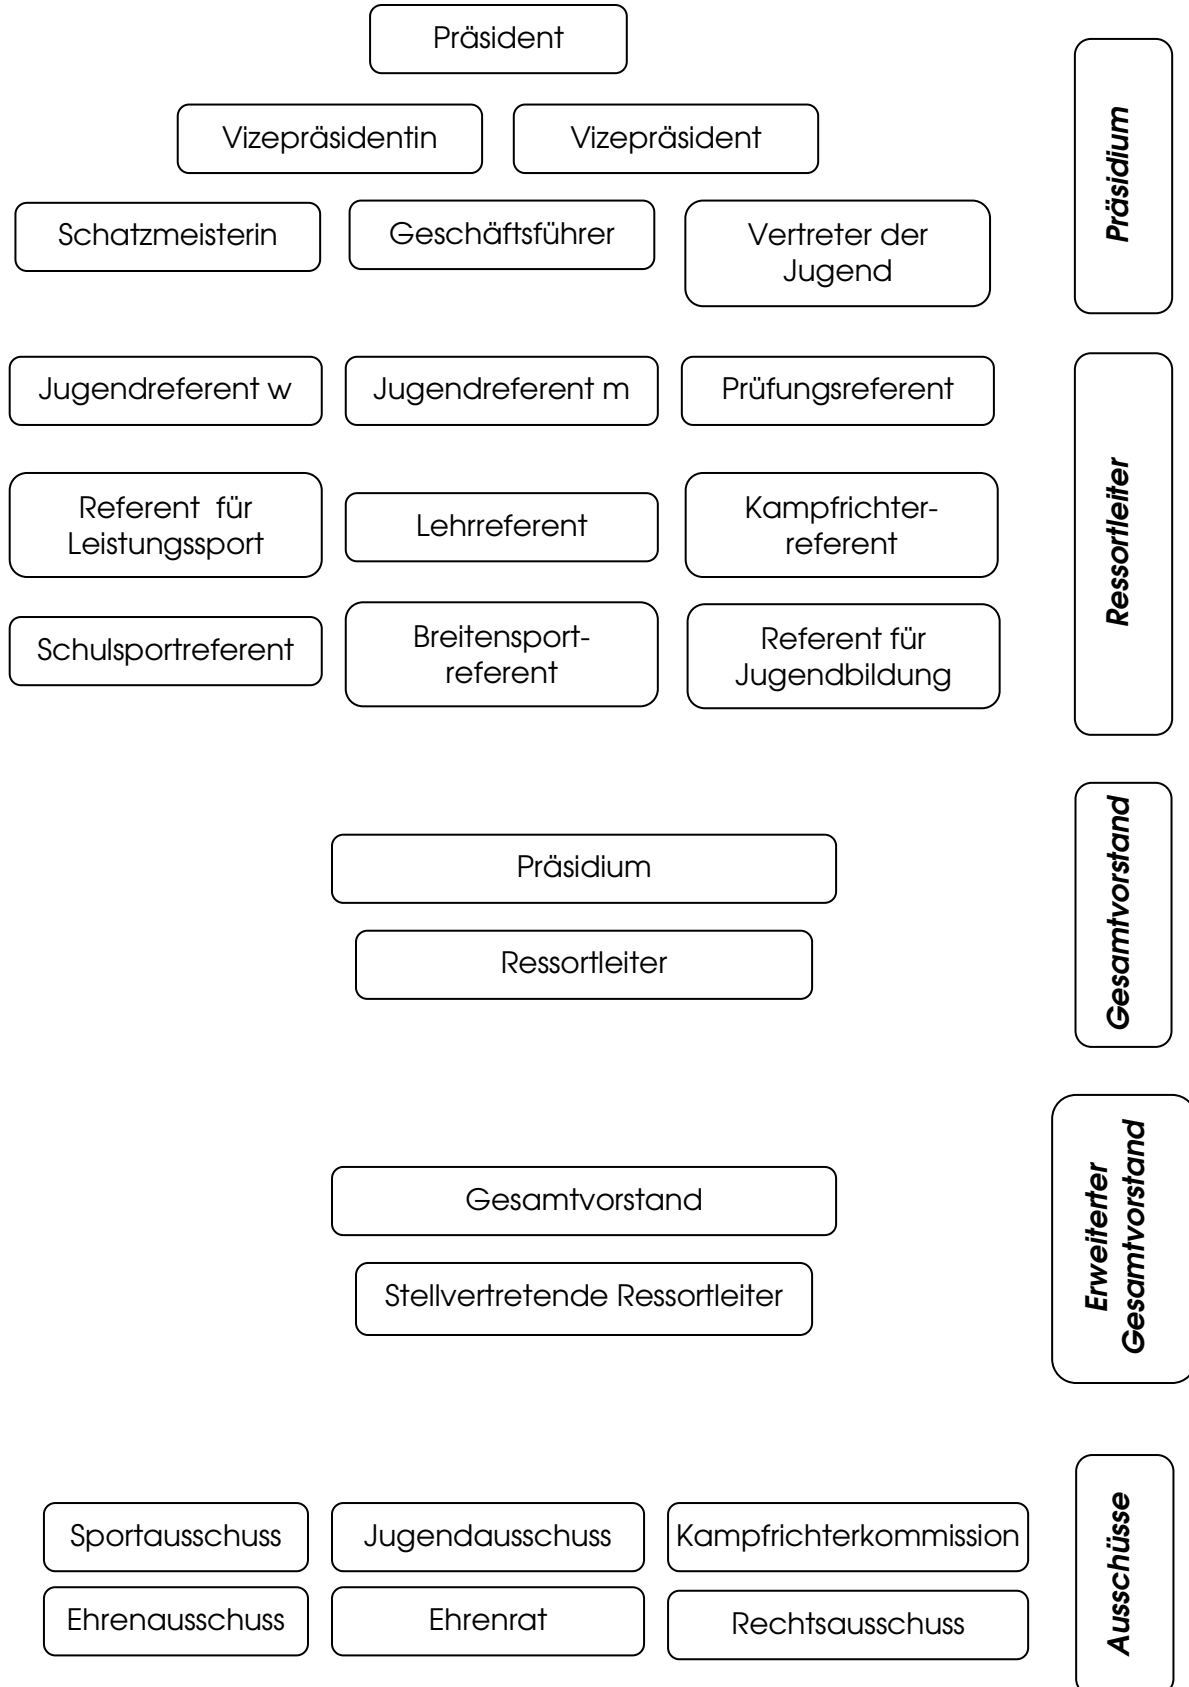 Präsident
Vizepräsidentin
Vizepräsident
Schatzmeisterin
Geschäftsführer
Vertreter der
Jugend
Präsidium
Jugendreferent w
Jugendreferent m
Prüfungsreferent
Referent für
Leistungssport
Lehrreferent
Kampfrichter-
referent
Schulsportreferent
Breitensport-
referent
Referent für
Jugendbildung
Ressortleiter
Präsidium
Ressortleiter
Gesamtvorstand
Gesamtvorstand
Stellvertretende Ressortleiter
Erweiterter
Gesamtvorstand
Sportausschuss
Jugendausschuss
Kampfrichterkommission
Ehrenausschuss
Ehrenrat
Rechtsausschuss
Ausschüsse